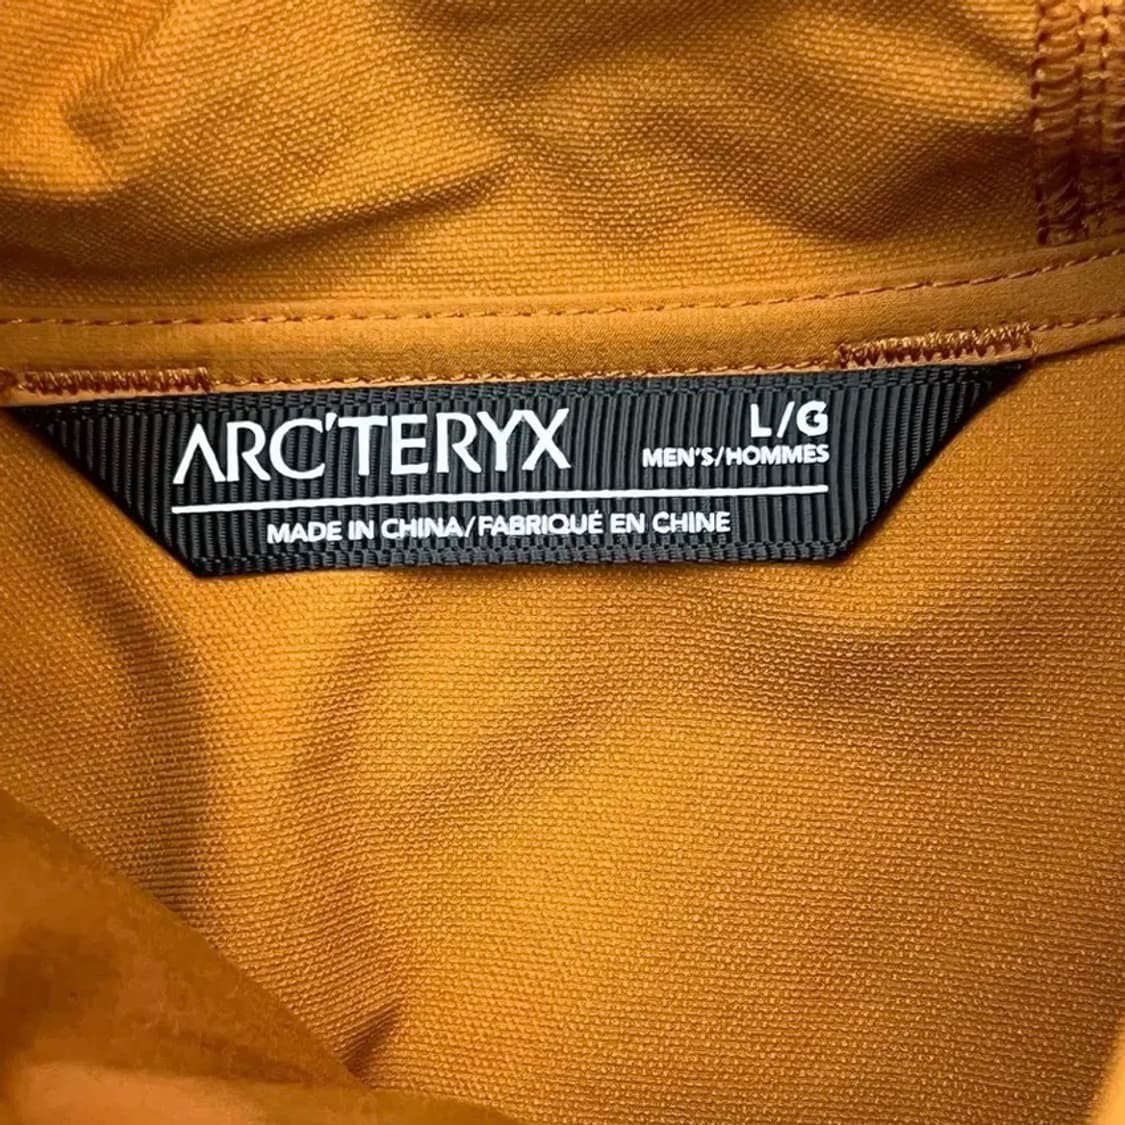 ARC'TERYX
L/G
MEN'S/HOMMES
MADE IN CHINA/FABRIQUÉ EN CHINE